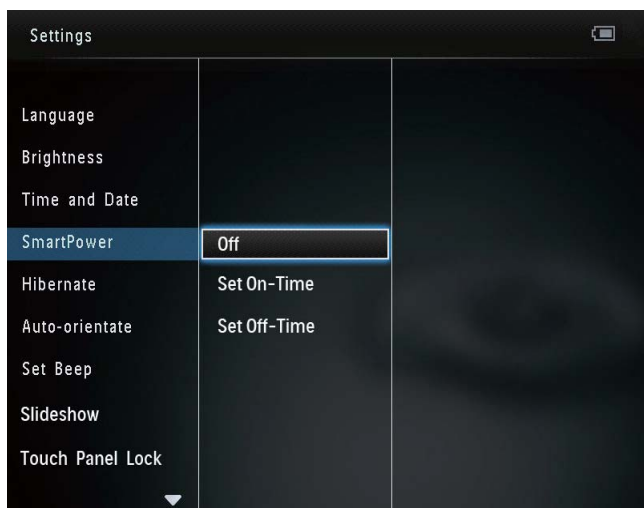 Settings
Language
Brightness
Time and Date
SmartPower
Hibernate
Auto-orientate
Set Beep
Slideshow
Touch Panel Lock
Off
Set On-Time
Set Off-Time